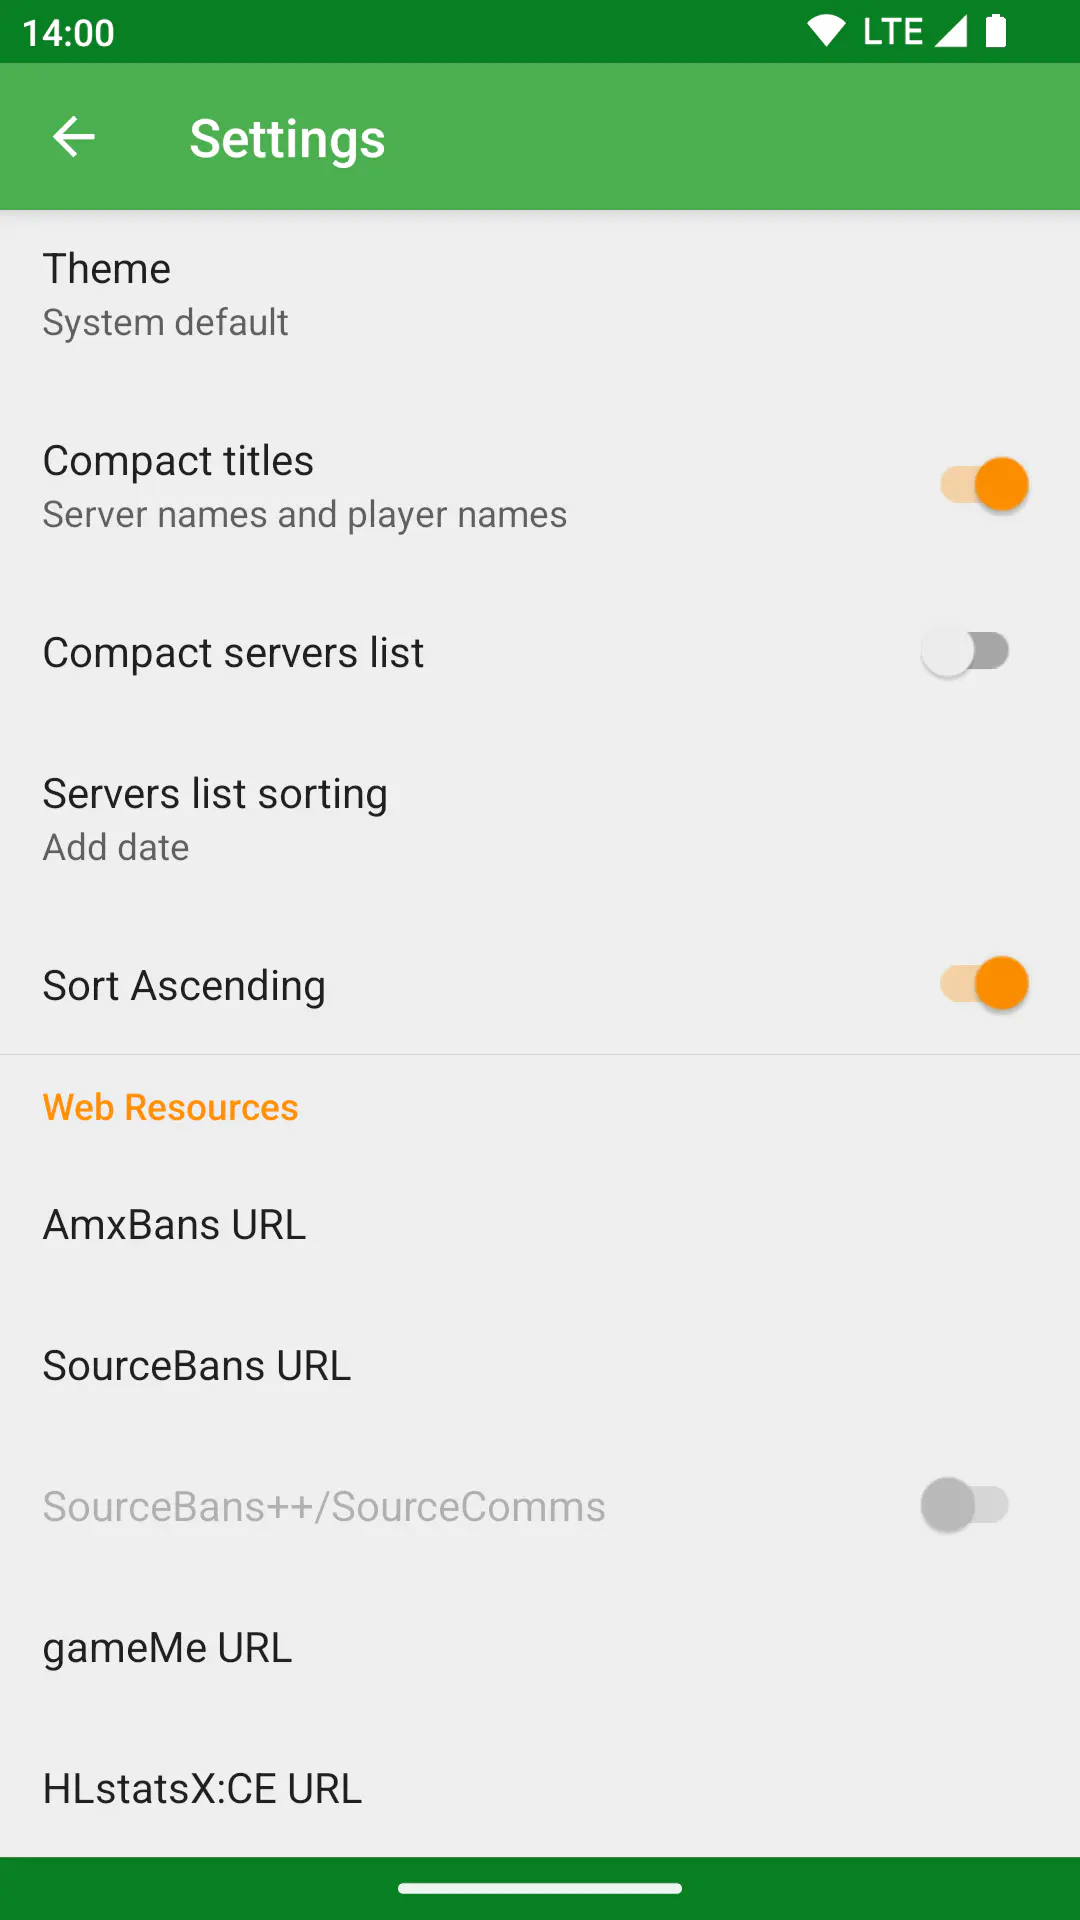 14:00
LTE
Settings
Theme
System default
Compact titles
Server names and player names
Compact servers list
Servers list sorting
Add date
Sort Ascending
Web Resources
AmxBans URL
SourceBans URL
SourceBans++/SourceComms
gameMe URL
HLstatsX:CE URL